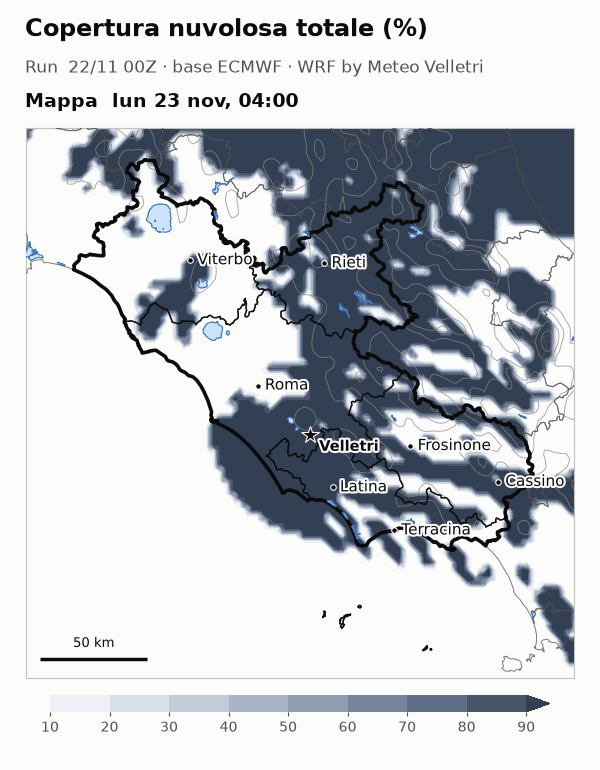 Copertura nuvolosa totale (%)
Run  22/11 00Z · base ECMWF · WRF by Meteo Velletri
Mappa  lun 23 nov, 04:00
Viterbo
Rieti
Roma
Velletri
Frosinone
Latina
Cassino
Terracina
50 km
10 20 30 40 50 60 70 80 90